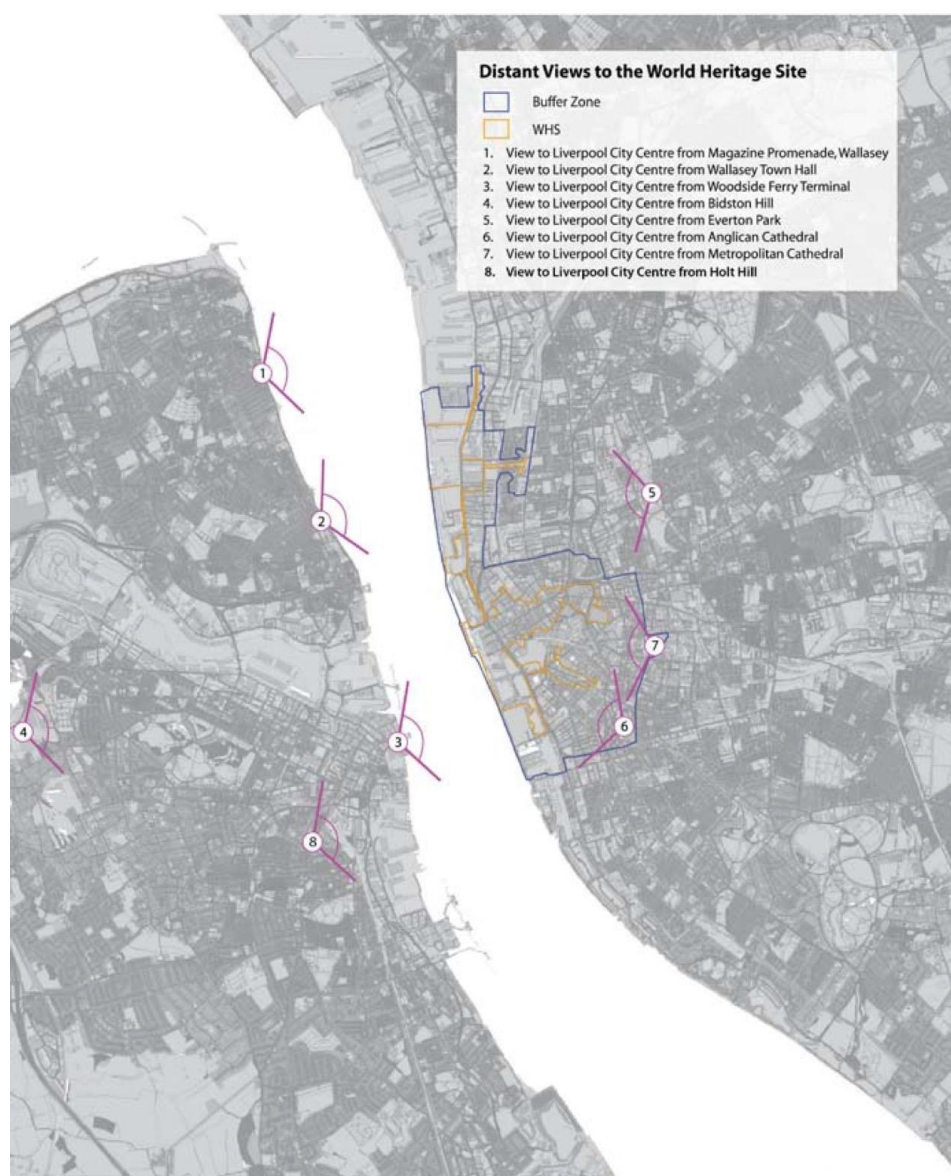 Distant Views to the World Heritage Site
Buffer Zone
WHS
1. View to Liverpool City Centre from Magazine Promenade, Wallasey
2. View to Liverpool City Centre from Wallasey Town Hall
3. View to Liverpool City Centre from Woodside Ferry Terminal
4. View to Liverpool City Centre from Bidston Hill
5. View to Liverpool City Centre from Everton Park
6. View to Liverpool City Centre from Anglican Cathedral
7. View to Liverpool City Centre from Metropolitan Cathedral
8. View to Liverpool City Centre from Holt Hill
1
5
2
7
6
4
3
8